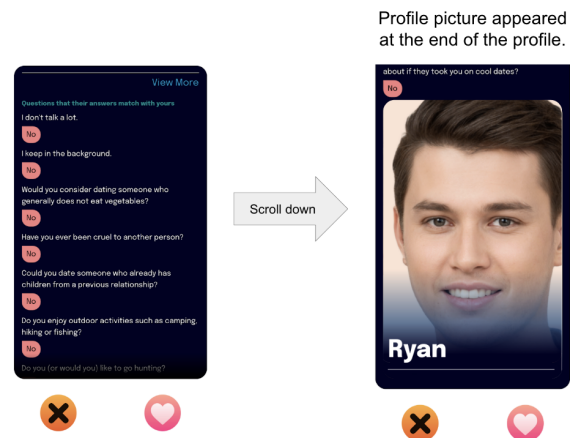 Profile picture appeared
at the end of the profile.
View More
Questions that their answers match with yours
I don't talk a lot.
No
I keep in the background.
No
Would you consider dating someone who
generally does not eat vegetables?
No
Have you ever been cruel to another person?
No
Could you date someone who already has
children from a previous relationship?
No
Do you enjoy outdoor activities such as camping,
hiking or fishing?
No
Do you (or would you) like to go hunting?
Scroll down
about if they took you on cool dates?
No
Ryan